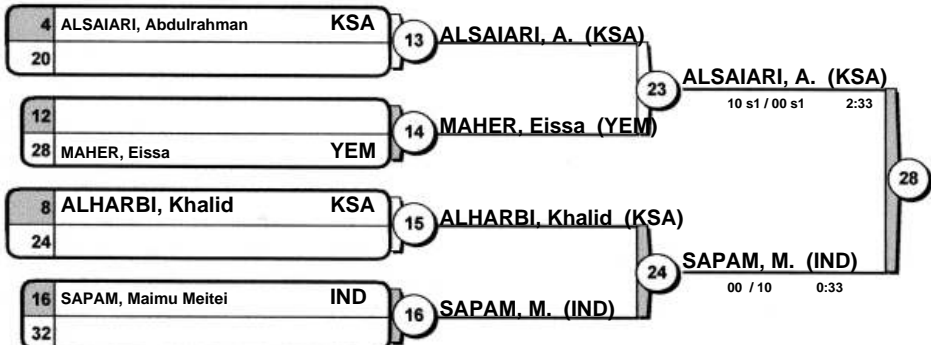 4 ALSAIARI, Abdulrahman KSA
20
13 ALSAIARI, A. (KSA)
12
28 MAHER, Eissa YEM
14 MAHER, Eissa (YEM)
23 ALSAIARI, A. (KSA)
10 s1 / 00 s1 2:33
8 ALHARBI, Khalid KSA
24
15 ALHARBI, Khalid (KSA)
16 SAPAM, Maimu Meitei IND
32
16 SAPAM, M. (IND)
24 SAPAM, M. (IND)
00 / 10 0:33
28